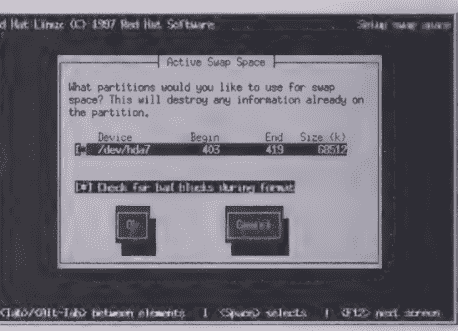 d Hat Linux (C) 1997 Red Hat Software Setup swap space
Active Swap Space
What partitions would you like to use for swap
space? This will destroy any information already on
the partition.
Device Begin End Size (k)
[*] /dev/hda7 403 419 68512
[*] Check for bad blocks during format
Ok Cancel
<Tab>/<Alt-Tab> between elements | <Space> selects | <F12> next screen